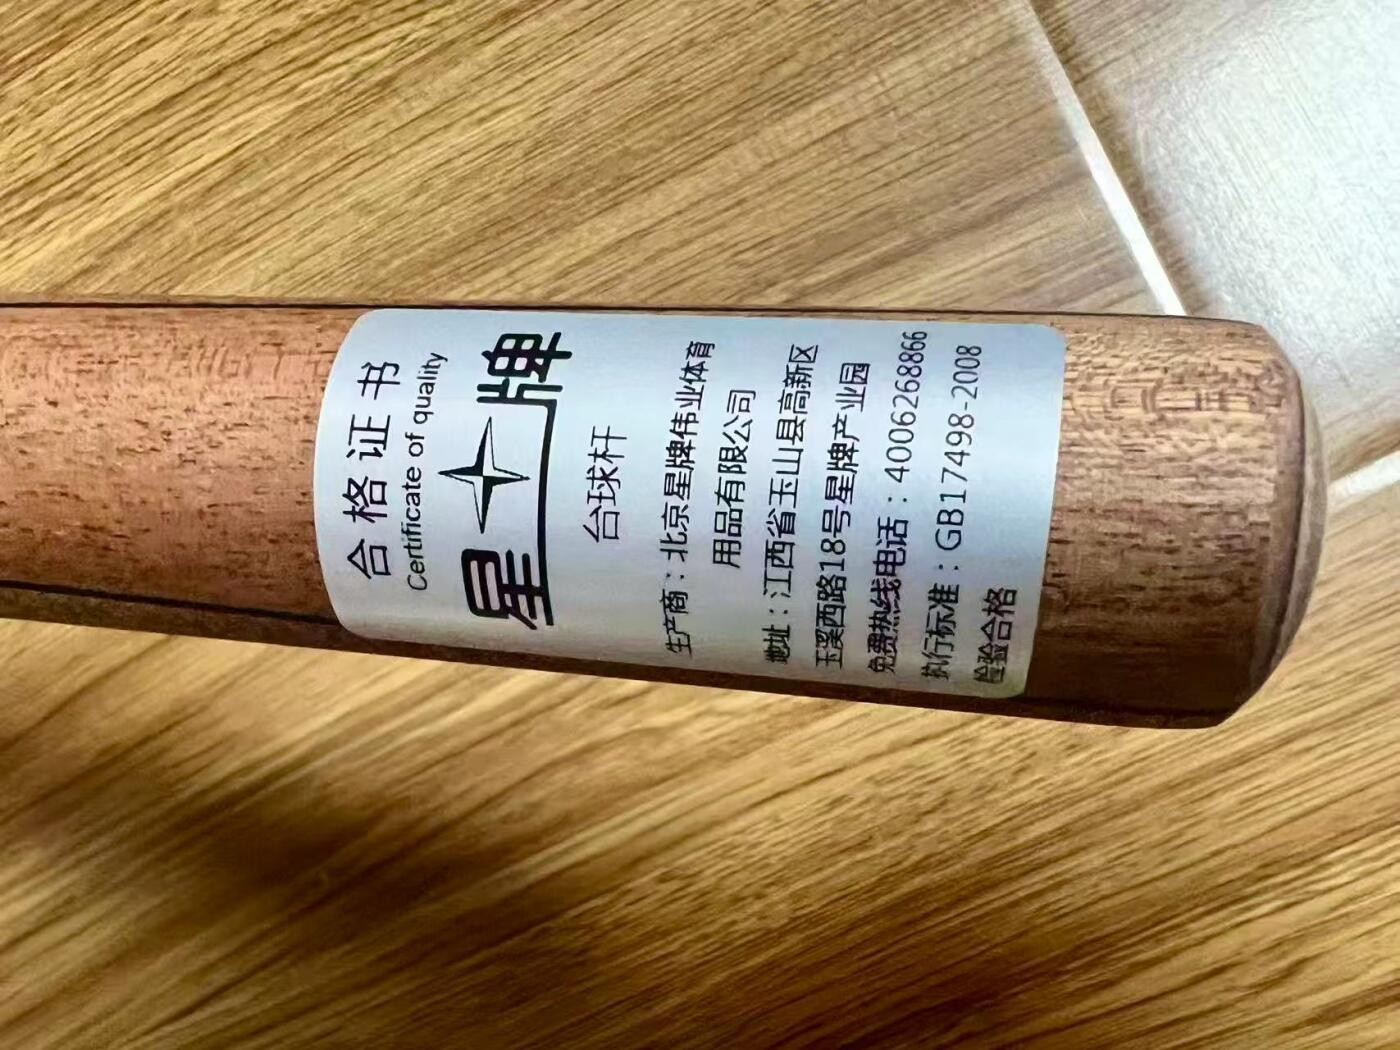 合格证书
Certificate of quality
星牌
台球杆
生产商：北京星牌伟业体育
用品有限公司
地址：江西省玉山县高新区
玉溪西路18号星牌产业园
免费热线电话：4006268866
执行标准：GB17498-2008
检验合格